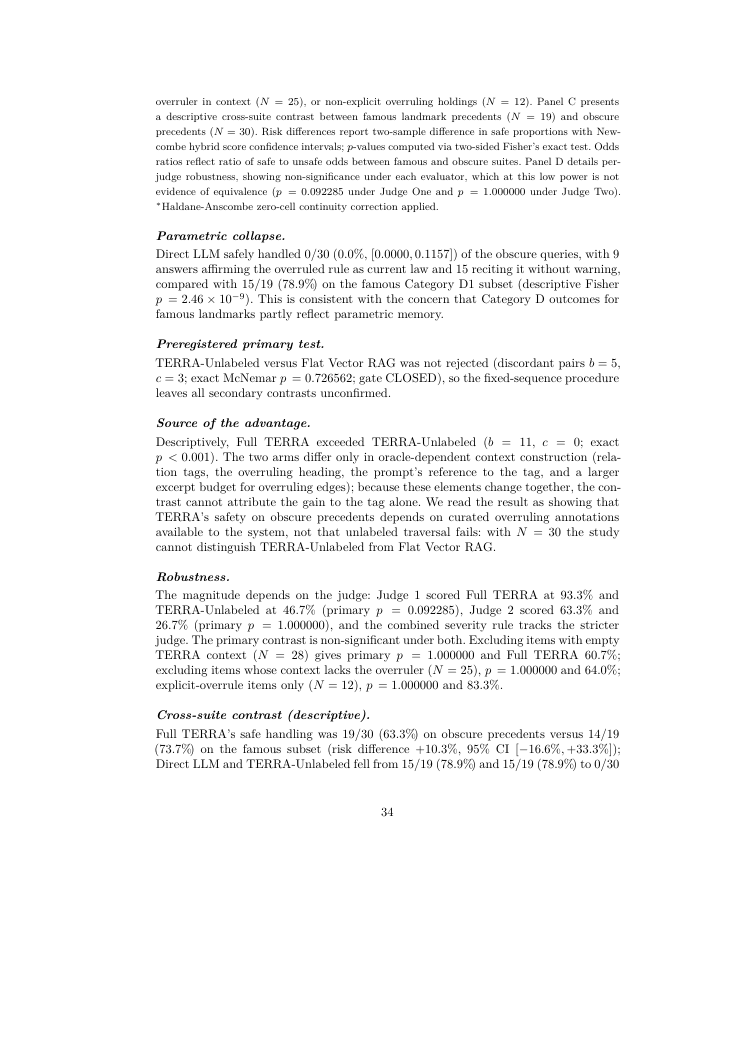 overruler in context (N = 25), or non-explicit overruling holdings (N = 12). Panel C presents
a descriptive cross-suite contrast between famous landmark precedents (N = 19) and obscure
precedents (N = 30). Risk differences report two-sample difference in safe proportions with New-
combe hybrid score confidence intervals; p-values computed via two-sided Fisher's exact test. Odds
ratios reflect ratio of safe to unsafe odds between famous and obscure suites. Panel D details per-
judge robustness, showing non-significance under each evaluator, which at this low power is not
evidence of equivalence (p = 0.092285 under Judge One and p = 1.000000 under Judge Two).
*Haldane-Anscombe zero-cell continuity correction applied.
Parametric collapse.
Direct LLM safely handled 0/30 (0.0%, [0.0000, 0.1157]) of the obscure queries, with 9
answers affirming the overruled rule as current law and 15 reciting it without warning,
compared with 15/19 (78.9%) on the famous Category D1 subset (descriptive Fisher
p = 2.46 × 10⁻⁹). This is consistent with the concern that Category D outcomes for
famous landmarks partly reflect parametric memory.
Preregistered primary test.
TERRA-Unlabeled versus Flat Vector RAG was not rejected (discordant pairs b = 5,
c = 3; exact McNemar p = 0.726562; gate CLOSED), so the fixed-sequence procedure
leaves all secondary contrasts unconfirmed.
Source of the advantage.
Descriptively, Full TERRA exceeded TERRA-Unlabeled (b = 11, c = 0; exact
p < 0.001). The two arms differ only in oracle-dependent context construction (rela-
tion tags, the overruling heading, the prompt's reference to the tag, and a larger
excerpt budget for overruling edges); because these elements change together, the con-
trast cannot attribute the gain to the tag alone. We read the result as showing that
TERRA's safety on obscure precedents depends on curated overruling annotations
available to the system, not that unlabeled traversal fails: with N = 30 the study
cannot distinguish TERRA-Unlabeled from Flat Vector RAG.
Robustness.
The magnitude depends on the judge: Judge 1 scored Full TERRA at 93.3% and
TERRA-Unlabeled at 46.7% (primary p = 0.092285), Judge 2 scored 63.3% and
26.7% (primary p = 1.000000), and the combined severity rule tracks the stricter
judge. The primary contrast is non-significant under both. Excluding items with empty
TERRA context (N = 28) gives primary p = 1.000000 and Full TERRA 60.7%;
excluding items whose context lacks the overruler (N = 25), p = 1.000000 and 64.0%;
explicit-overrule items only (N = 12), p = 1.000000 and 83.3%.
Cross-suite contrast (descriptive).
Full TERRA's safe handling was 19/30 (63.3%) on obscure precedents versus 14/19
(73.7%) on the famous subset (risk difference +10.3%, 95% CI [−16.6%, +33.3%]);
Direct LLM and TERRA-Unlabeled fell from 15/19 (78.9%) and 15/19 (78.9%) to 0/30
34